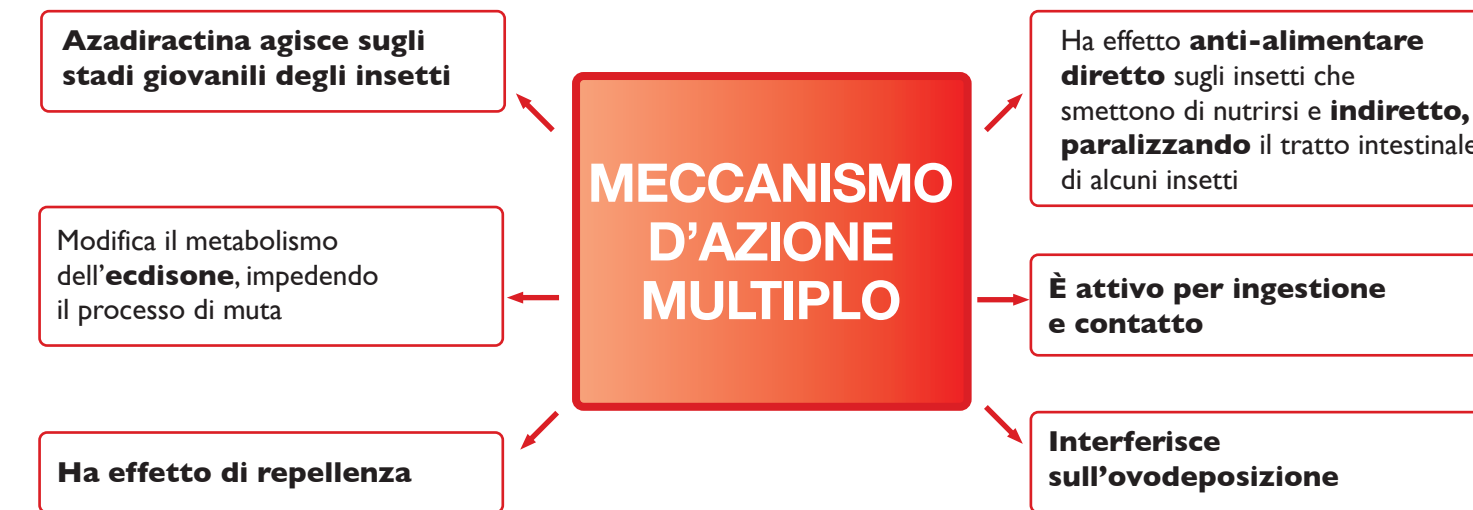 Azadiractina agisce sugli
stadi giovanili degli insetti
Modifica il metabolismo
dell'ecdisone, impedendo
il processo di muta
Ha effetto di repellenza
MECCANISMO
D'AZIONE
MULTIPLO
Ha effetto anti-alimentare
diretto sugli insetti che
smettono di nutrirsi e indiretto,
paralizzando il tratto intestinale
di alcuni insetti
È attivo per ingestione
e contatto
Interferisce
sull'ovodeposizione